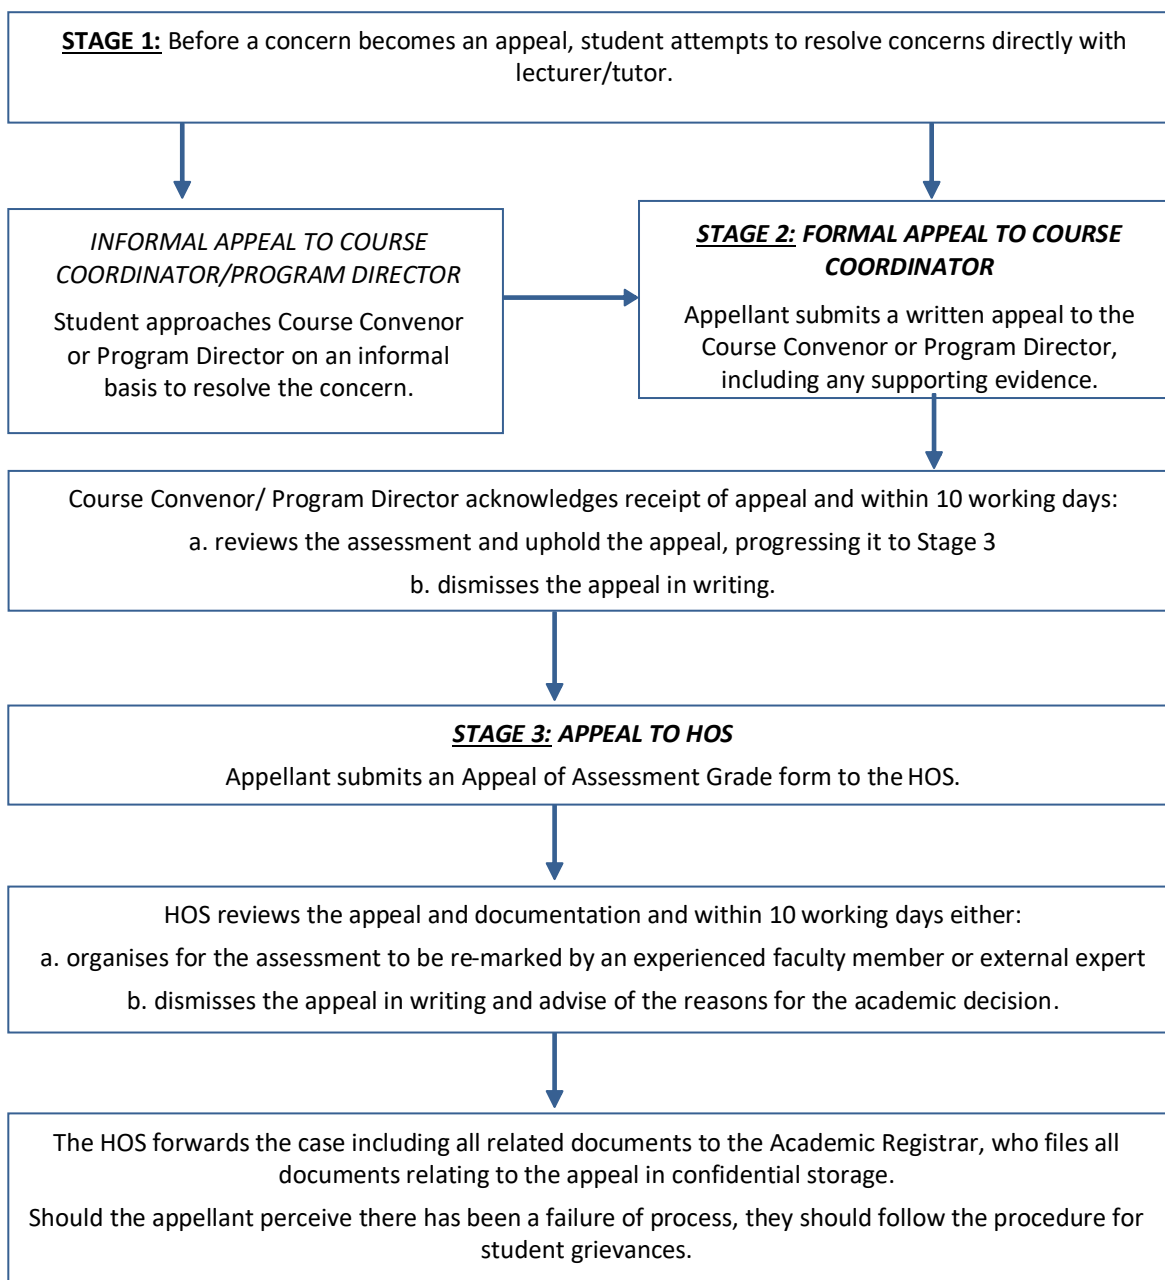 STAGE 1: Before a concern becomes an appeal, student attempts to resolve concerns directly with
lecturer/tutor.
INFORMAL APPEAL TO COURSE
COORDINATOR/PROGRAM DIRECTOR
Student approaches Course Convenor
or Program Director on an informal
basis to resolve the concern.
STAGE 2: FORMAL APPEAL TO COURSE
COORDINATOR
Appellant submits a written appeal to the
Course Convenor or Program Director,
including any supporting evidence.
Course Convenor/ Program Director acknowledges receipt of appeal and within 10 working days:
a. reviews the assessment and uphold the appeal, progressing it to Stage 3
b. dismisses the appeal in writing.
STAGE 3: APPEAL TO HOS
Appellant submits an Appeal of Assessment Grade form to the HOS.
HOS reviews the appeal and documentation and within 10 working days either:
a. organises for the assessment to be re-marked by an experienced faculty member or external expert
b. dismisses the appeal in writing and advise of the reasons for the academic decision.
The HOS forwards the case including all related documents to the Academic Registrar, who files all
documents relating to the appeal in confidential storage.
Should the appellant perceive there has been a failure of process, they should follow the procedure for
student grievances.